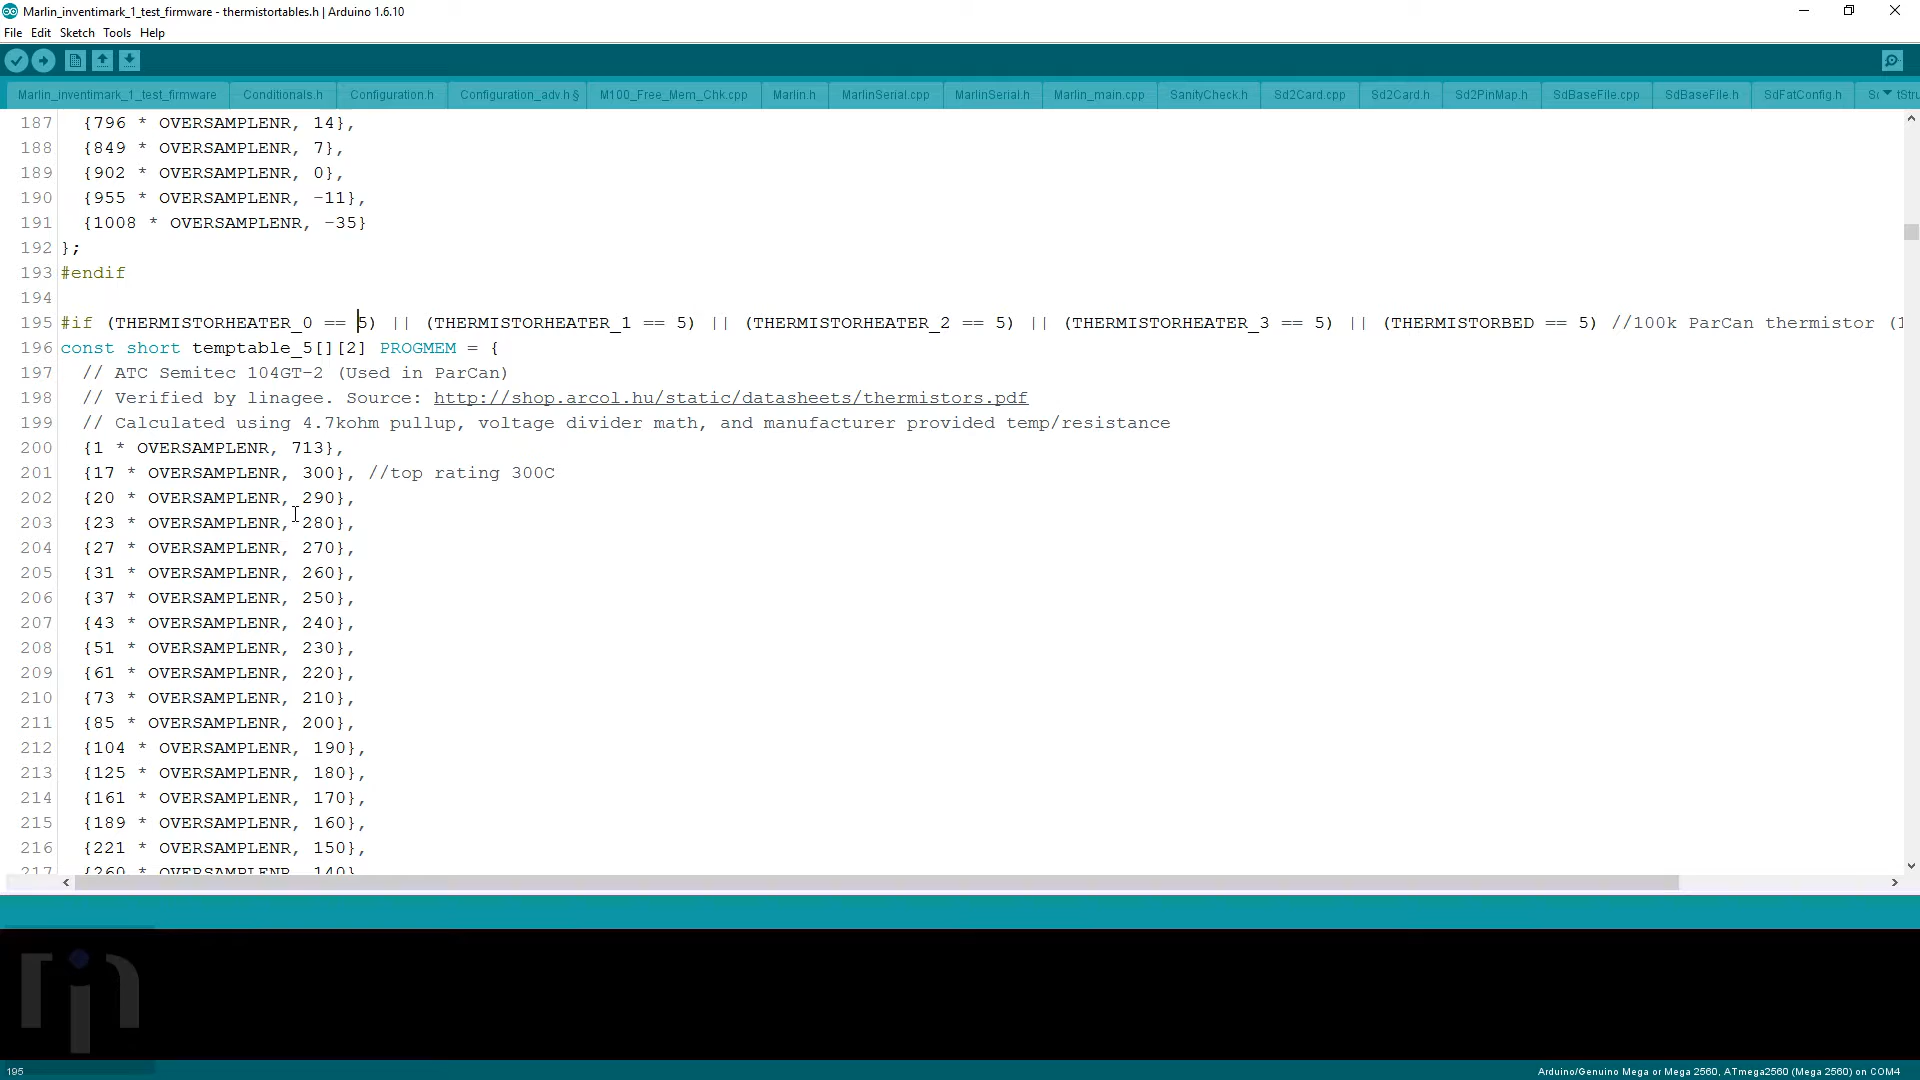 Marlin_inventimark_1_test_firmware - thermistortables.h | Arduino 1.6.10
File Edit Sketch Tools Help
Marlin_inventimark_1_test_firmware Conditionals.h Configuration.h Configuration_adv.h § M100_Free_Mem_Chk.cpp Marlin.h MarlinSerial.cpp MarlinSerial.h Marlin_main.cpp SanityCheck.h Sd2Card.cpp Sd2Card.h Sd2PinMap.h SdBaseFile.cpp SdBaseFile.h SdFatConfig.h
187 {796 * OVERSAMPLENR, 14},
188 {849 * OVERSAMPLENR, 7},
189 {902 * OVERSAMPLENR, 0},
190 {955 * OVERSAMPLENR, -11},
191 {1008 * OVERSAMPLENR, -35}
192 };
193 #endif
194
195 #if (THERMISTORHEATER_0 == 5) || (THERMISTORHEATER_1 == 5) || (THERMISTORHEATER_2 == 5) || (THERMISTORHEATER_3 == 5) || (THERMISTORBED == 5) //100k ParCan thermistor (1
196 const short temptable_5[][2] PROGMEM = {
197 // ATC Semitec 104GT-2 (Used in ParCan)
198 // Verified by linagee. Source: http://shop.arcol.hu/static/datasheets/thermistors.pdf
199 // Calculated using 4.7kohm pullup, voltage divider math, and manufacturer provided temp/resistance
200 {1 * OVERSAMPLENR, 713},
201 {17 * OVERSAMPLENR, 300}, //top rating 300C
202 {20 * OVERSAMPLENR, 290},
203 {23 * OVERSAMPLENR, 280},
204 {27 * OVERSAMPLENR, 270},
205 {31 * OVERSAMPLENR, 260},
206 {37 * OVERSAMPLENR, 250},
207 {43 * OVERSAMPLENR, 240},
208 {51 * OVERSAMPLENR, 230},
209 {61 * OVERSAMPLENR, 220},
210 {73 * OVERSAMPLENR, 210},
211 {85 * OVERSAMPLENR, 200},
212 {104 * OVERSAMPLENR, 190},
213 {125 * OVERSAMPLENR, 180},
214 {161 * OVERSAMPLENR, 170},
215 {189 * OVERSAMPLENR, 160},
216 {221 * OVERSAMPLENR, 150},
217 {260 * OVERSAMPLENR, 140}
195 Arduino/Genuino Mega or Mega 2560, ATmega2560 (Mega 2560) on COM4